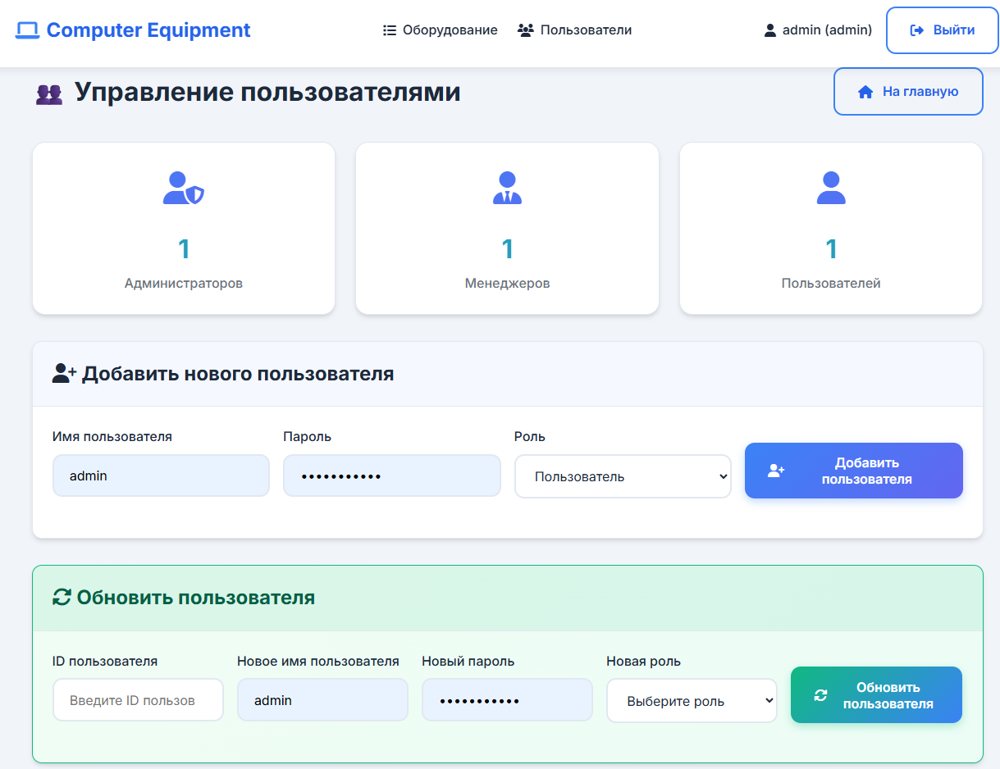 Computer Equipment
Оборудование
Пользователи
admin (admin)
Выйти
Управление пользователями
На главную
1
Администраторов
1
Менеджеров
1
Пользователей
Добавить нового пользователя
Имя пользователя
Пароль
Роль
admin
•••••••••••
Пользователь
Добавить
пользователя
Обновить пользователя
ID пользователя
Новое имя пользователя
Новый пароль
Новая роль
Введите ID пользов
admin
•••••••••••
Выберите роль
Обновить
пользователя